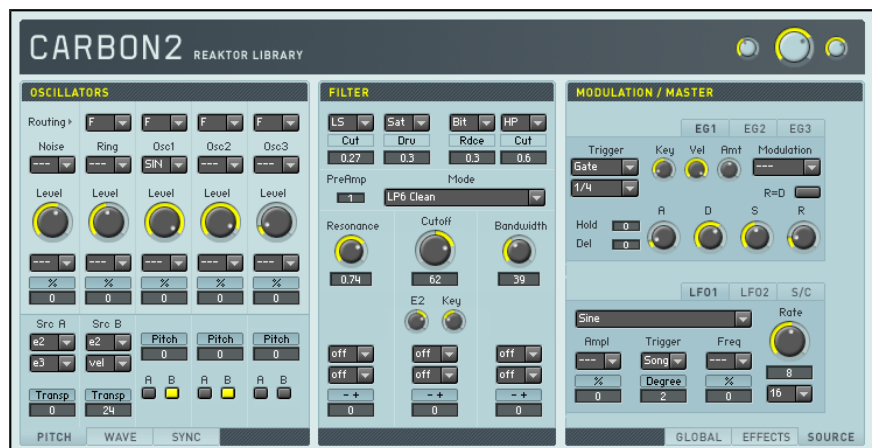 CARBON2 REAKTOR LIBRARY
OSCILLATORS
Routing F F F F
Noise Ring Osc1 Osc2 Osc3
--- --- SIN --- ---
Level Level Level Level Level
--- --- --- --- ---
% % % % %
0 0 0 0 0
Src A Src B
e2 e2 Pitch Pitch Pitch
e3 vel 0 0 0
A B A B A B
Transp Transp
0 24
PITCH WAVE SYNC
FILTER
LS Sat Bit HP
Cut Drv Rdce Cut
0.27 0.3 0.3 0.6
PreAmp Mode
1 LP6 Clean
Resonance Cutoff Bandwidth
0.74 62 39
E2 Key
off off off
off off off
- + - + - +
0 0 0
MODULATION / MASTER
EG1 EG2 EG3
Trigger Key Vel Amt Modulation
Gate ---
1/4 R=D
A D S R
Hold 0
Del 0
LFO1 LFO2 S/C
Sine Rate
Ampl Trigger Freq
--- Song ---
% Degree % 8
0 2 0 16
GLOBAL EFFECTS SOURCE